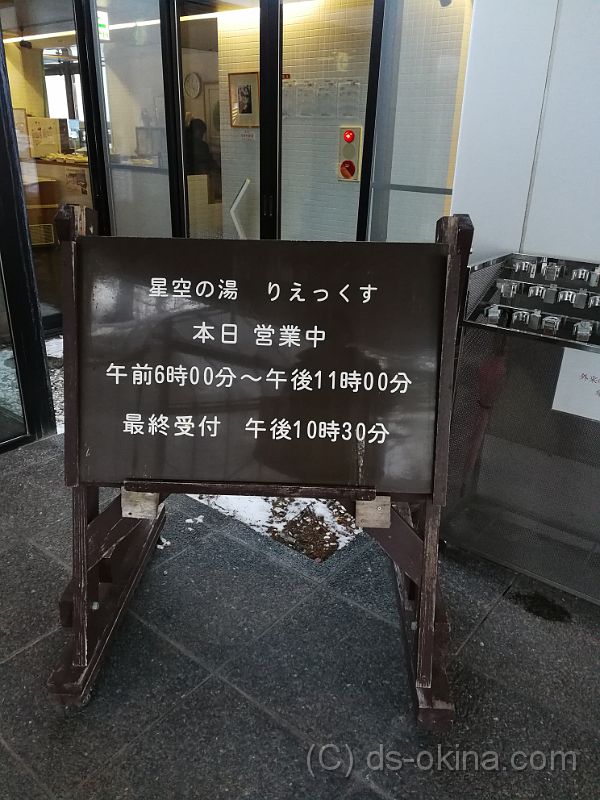 星空の湯　りえっくす
本日 営業中
午前6時00分～午後11時00分
最終受付　午後10時30分
(C) ds-okina.com